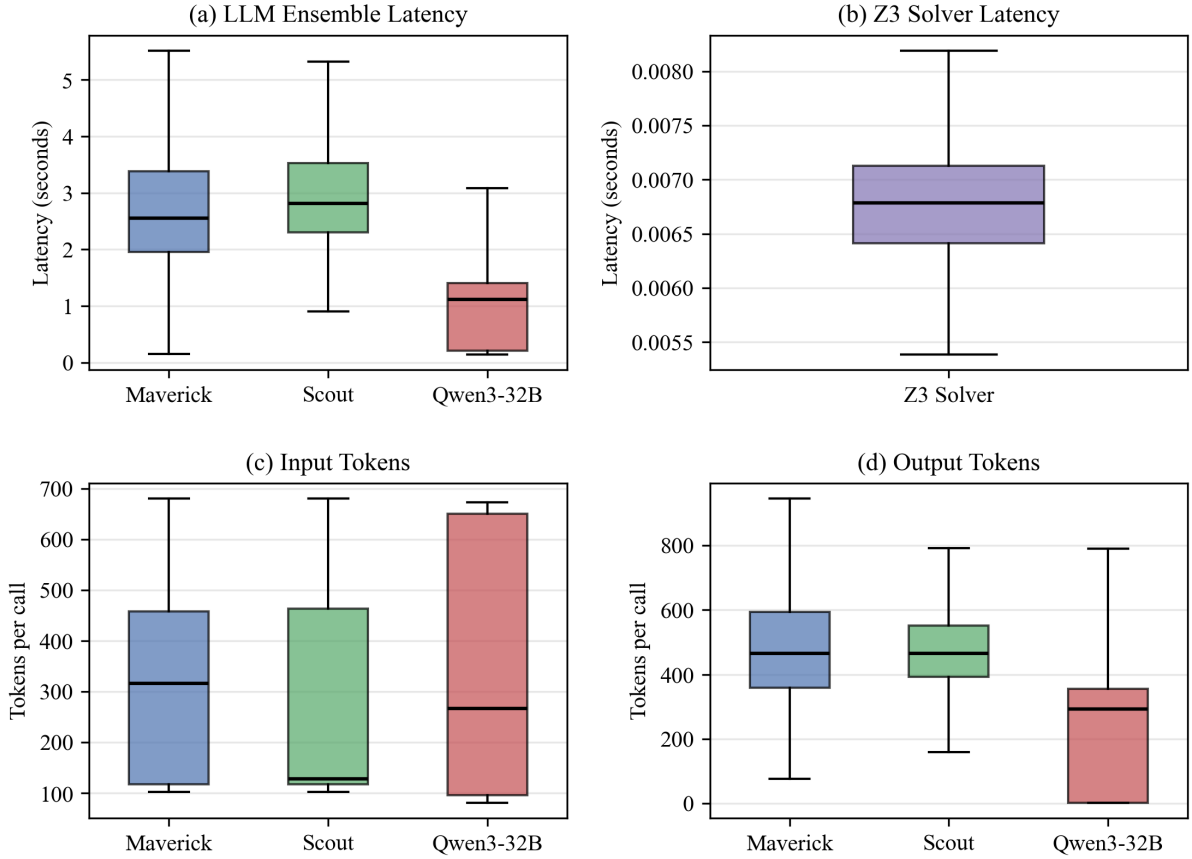 (a) LLM Ensemble Latency
Latency (seconds)
5
4
3
2
1
0
Maverick Scout Qwen3-32B
(b) Z3 Solver Latency
Latency (seconds)
0.0080
0.0075
0.0070
0.0065
0.0060
0.0055
Z3 Solver
(c) Input Tokens
Tokens per call
700
600
500
400
300
200
100
Maverick Scout Qwen3-32B
(d) Output Tokens
Tokens per call
800
600
400
200
0
Maverick Scout Qwen3-32B